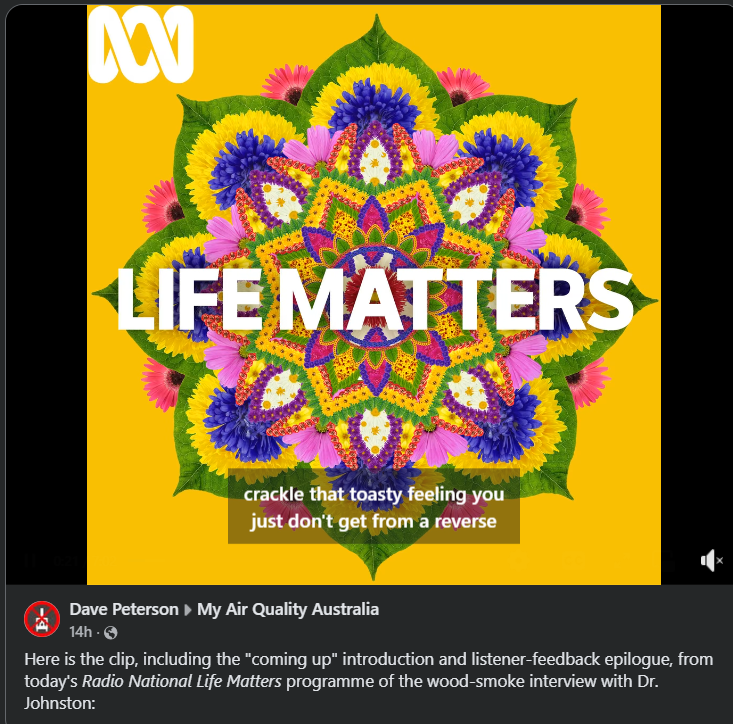 LIFE MATTERS
crackle that toasty feeling you
just don't get from a reverse
Dave Peterson ▸ My Air Quality Australia
14h ·
Here is the clip, including the "coming up" introduction and listener-feedback epilogue, from
today's Radio National Life Matters programme of the wood-smoke interview with Dr.
Johnston: